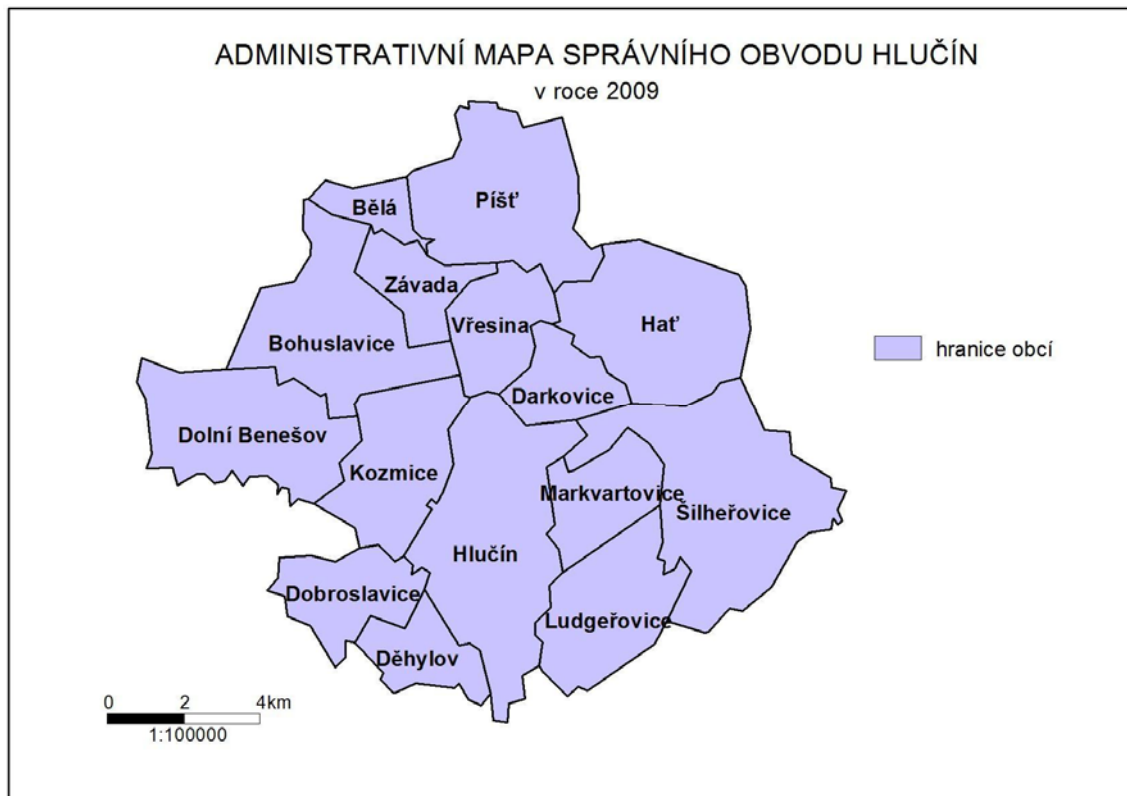 ADMINISTRATIVNÍ MAPA SPRÁVNÍHO OBVODU HLUČÍN
v roce 2009
Píšť
Bělá
Závada
Vřesina
Hať
Bohuslavice
hranice obcí
Darkovice
Dolní Benešov
Kozmice
Markvartovice
Šilheřovice
Hlučín
Dobroslavice
Ludgeřovice
Děhylov
0 2 4km
1:100000